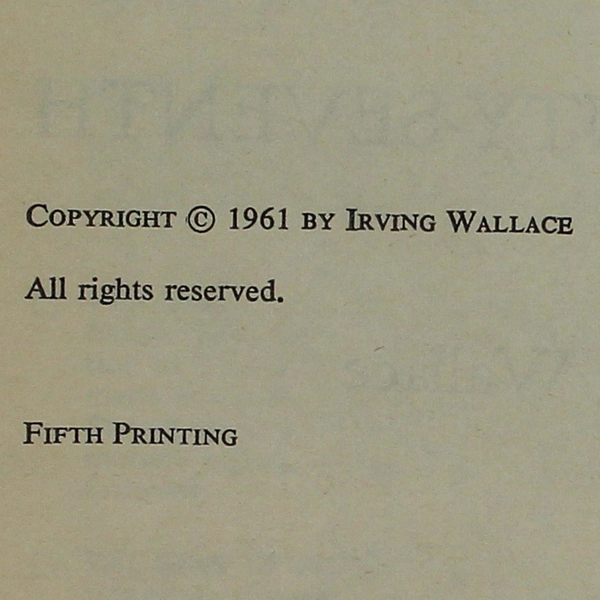 COPYRIGHT © 1961 BY IRVING WALLACE
All rights reserved.
FIFTH PRINTING